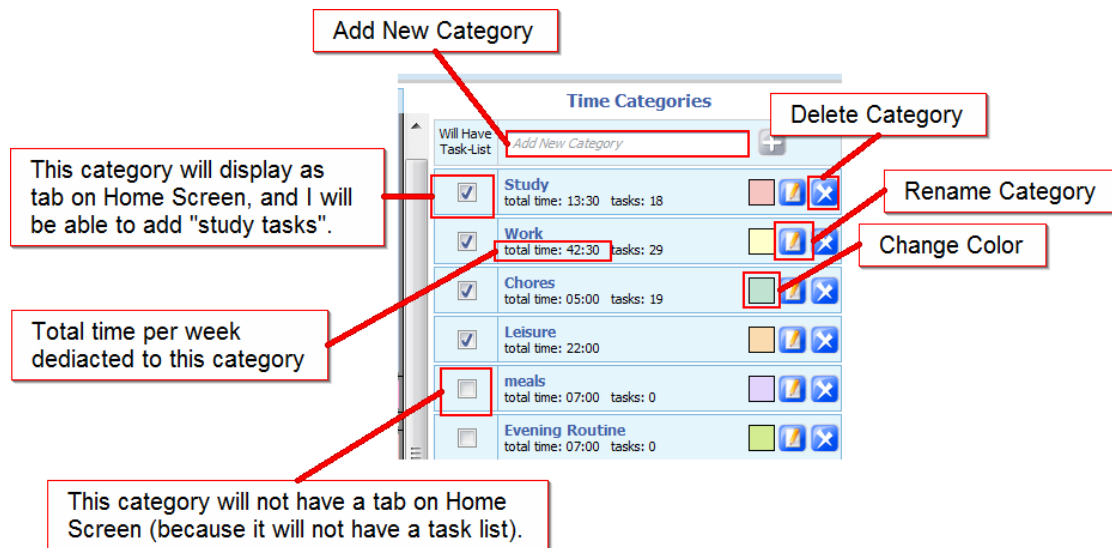 Add New Category
Time Categories
Delete Category
Will Have
Task-List
Add New Category
This category will display as
tab on Home Screen, and I will
be able to add "study tasks".
Study
total time: 13:30 tasks: 18
Rename Category
Work
total time: 42:30 tasks: 29
Change Color
Chores
total time: 05:00 tasks: 19
Total time per week
dediacted to this category
Leisure
total time: 22:00
meals
total time: 07:00 tasks: 0
Evening Routine
total time: 07:00 tasks: 0
This category will not have a tab on Home
Screen (because it will not have a task list).